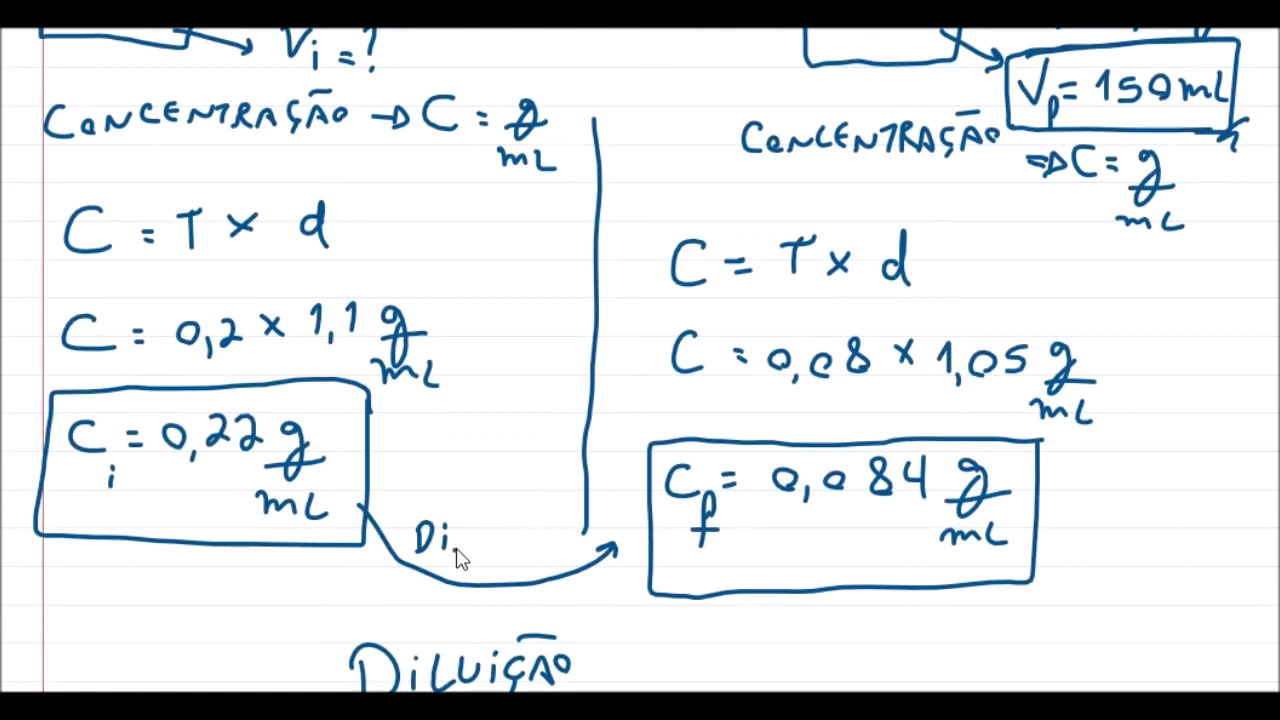 Vi = ?
CONCENTRAÇÃO → C = g/mL
C = T × d
C = 0,2 × 1,1 g/mL
Ci = 0,22 g/mL
Di
Vf = 150 mL
CONCENTRAÇÃO
⇒ C = g/mL
C = T × d
C = 0,08 × 1,05 g/mL
Cf = 0,084 g/mL
DiLUiÇÃO